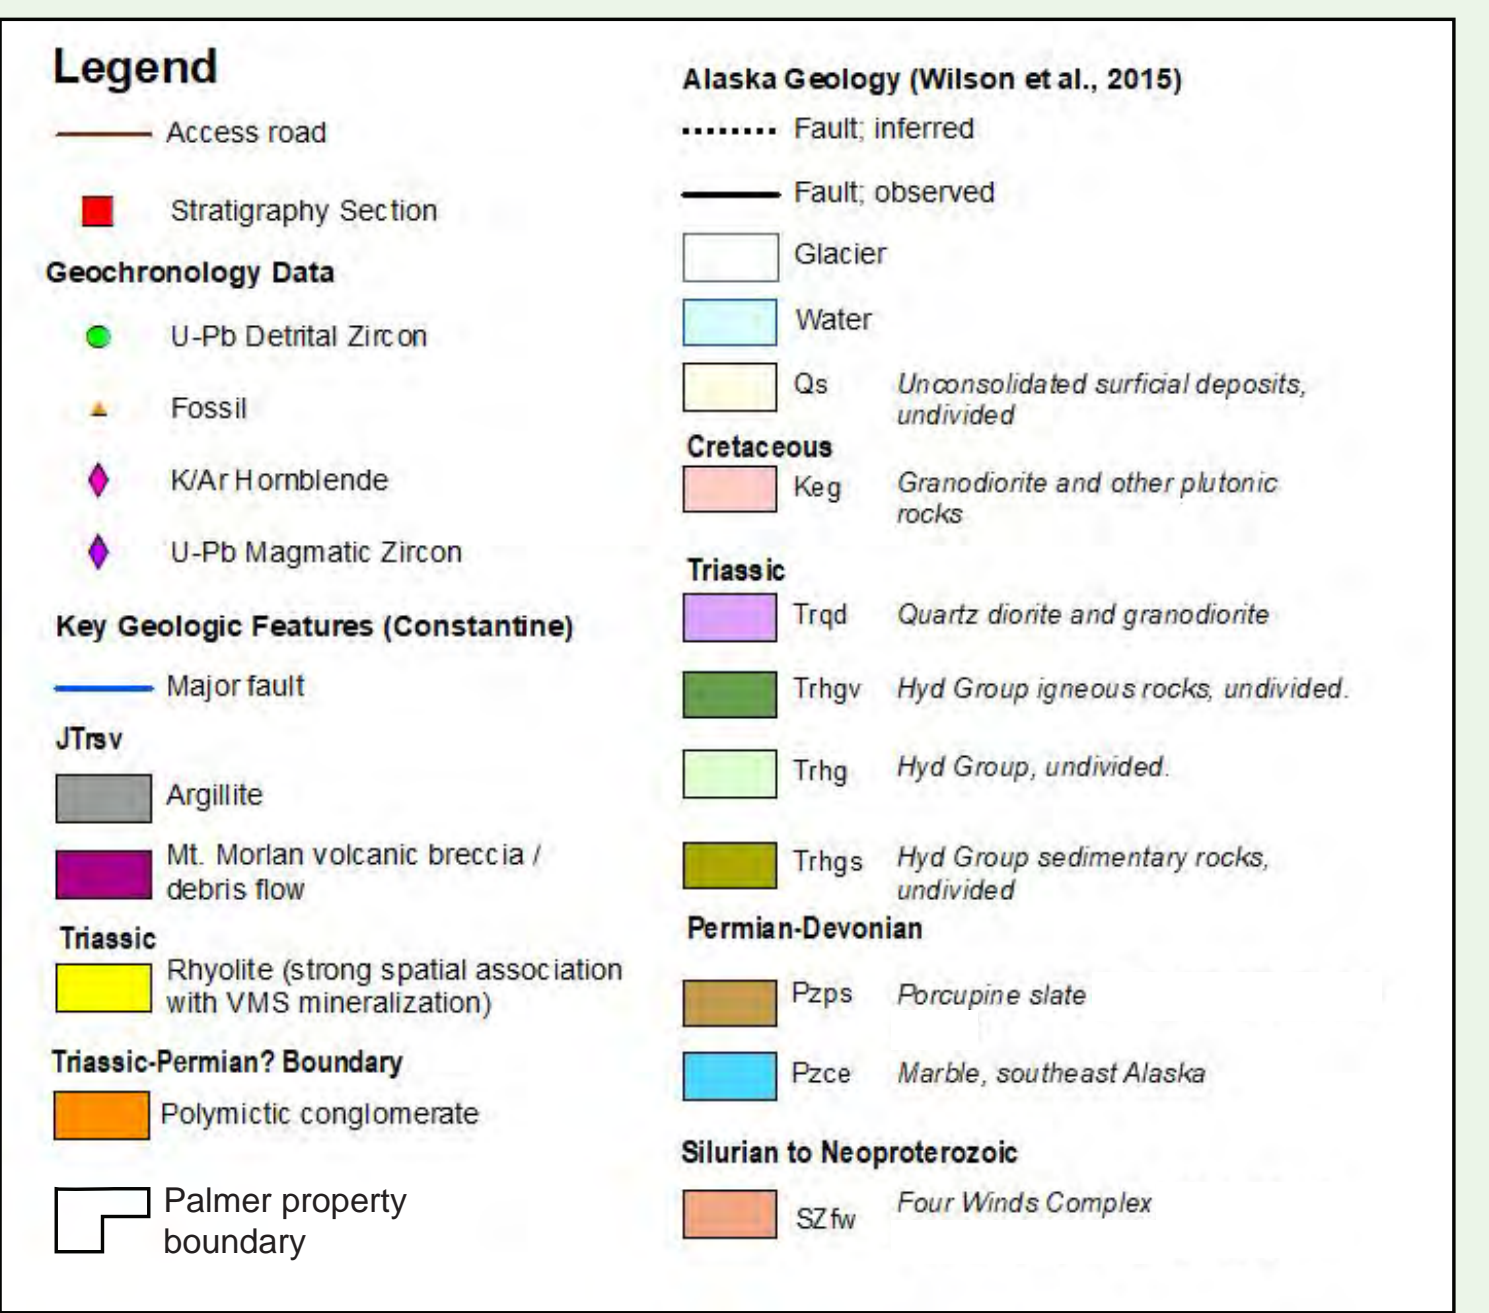 Legend
Access road
Stratigraphy Section
Geochronology Data
U-Pb Detrital Zircon
Fossil
K/Ar Hornblende
U-Pb Magmatic Zircon
Key Geologic Features (Constantine)
Major fault
JTrsv
Argillite
Mt. Morlan volcanic breccia /
debris flow
Triassic
Rhyolite (strong spatial association
with VMS mineralization)
Triassic-Permian? Boundary
Polymictic conglomerate
Palmer property
boundary
Alaska Geology (Wilson et al., 2015)
Fault; inferred
Fault; observed
Glacier
Water
Qs Unconsolidated surficial deposits,
undivided
Cretaceous
Keg Granodiorite and other plutonic
rocks
Triassic
Trqd Quartz diorite and granodiorite
Trhgv Hyd Group igneous rocks, undivided.
Trhg Hyd Group, undivided.
Trhgs Hyd Group sedimentary rocks,
undivided
Permian-Devonian
Pzps Porcupine slate
Pzce Marble, southeast Alaska
Silurian to Neoproterozoic
SZfw Four Winds Complex